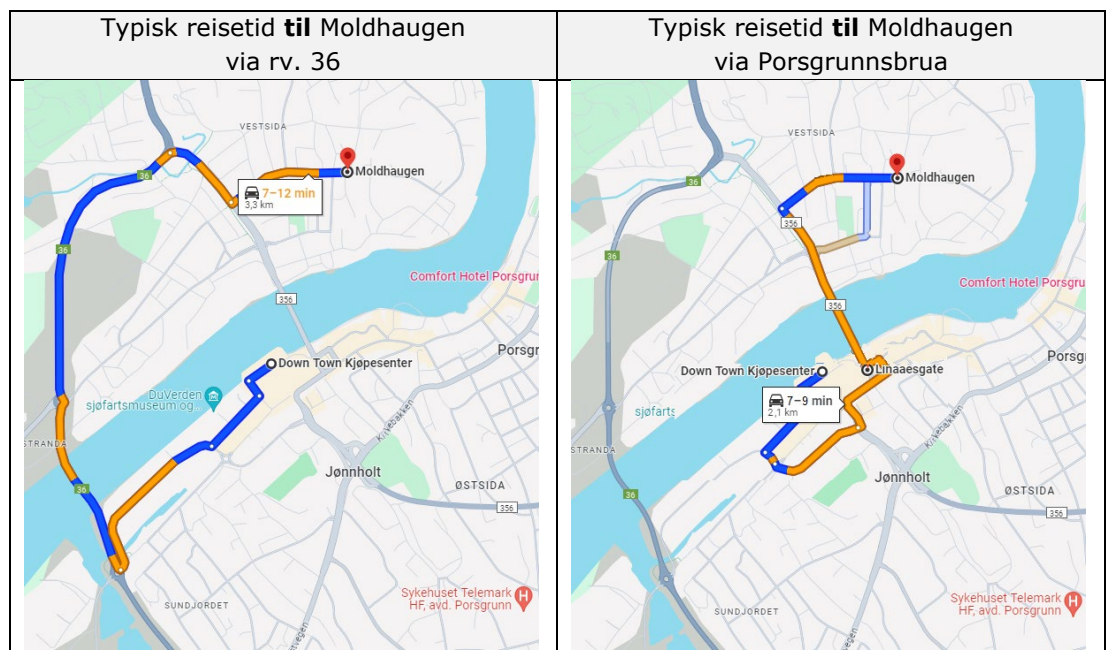 Typisk reisetid til Moldhaugen
via rv. 36
Typisk reisetid til Moldhaugen
via Porsgrunnsbrua
VESTSIDA
36
Moldhaugen
7–12 min
3,3 km
36
Comfort Hotel Porsgrun
356
Porsgr
Down Town Kjøpesenter
DuVerden
sjøfartsmuseum og...
Kirkebakken
STRANDA
Jønnholt
ØSTSIDA
36
356
SUNDJORDET
Sykehuset Telemark
HF, avd. Porsgrunn
VESTSIDA
Moldhaugen
36
356
36
Comfort Hotel Porsgru
356
Porsg
Down Town Kjøpesenter
Linaaesgate
7–9 min
2,1 km
sjøfarts
STRANDA
Jønnholt
ØSTSIDA
36
356
SUNDJORDET
Sykehuset Telemark
HF, avd. Porsgrunn